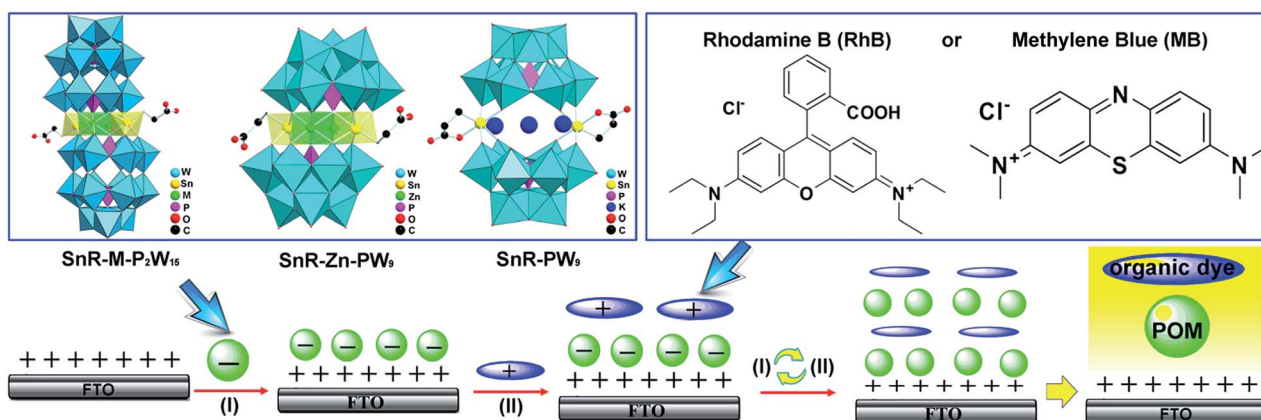 Rhodamine B (RhB) or Methylene Blue (MB)
W
Sn
M
P
O
C
W
Sn
Zn
P
O
C
W
Sn
P
K
O
C
Cl⁻
COOH
N
O
N⁺
Cl⁻
N
N⁺
S
N
SnR-M-P₂W₁₅
SnR-Zn-PW₉
SnR-PW₉
+ + + + + + +
FTO
−
(I)
− − − −
+ + + + + + +
FTO
+
(II)
+ +
− − − −
+ + + + + + +
FTO
(I) (II)
+ + + + + + +
FTO
organic dye
POM
+ + + + + + +
FTO